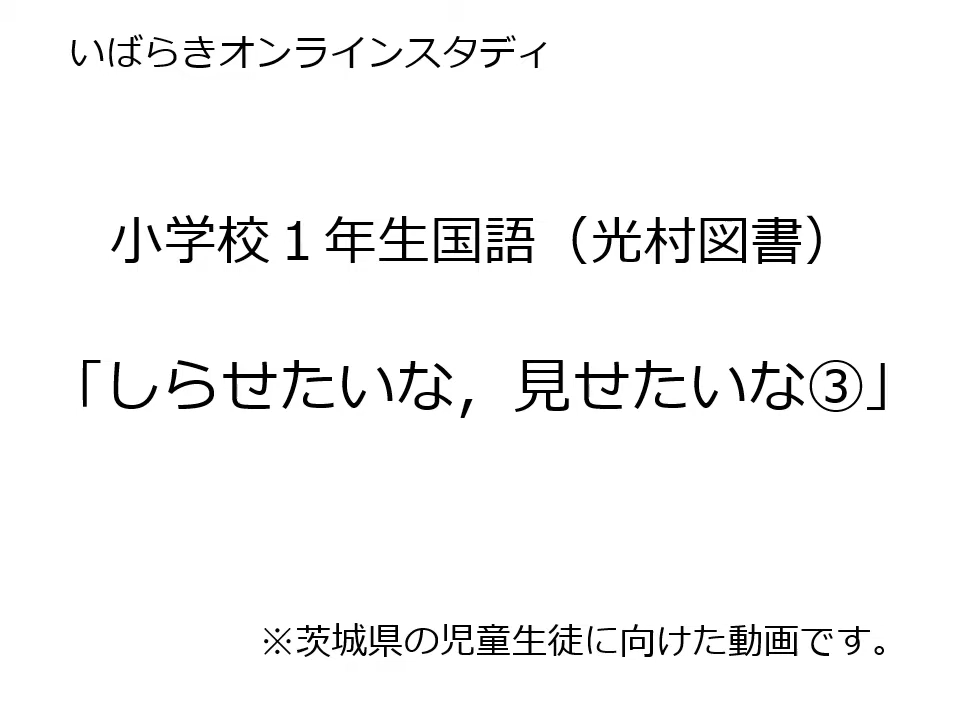 いばらきオンラインスタディ
小学校１年生国語（光村図書）
「しらせたいな，見せたいな③」
※茨城県の児童生徒に向けた動画です。